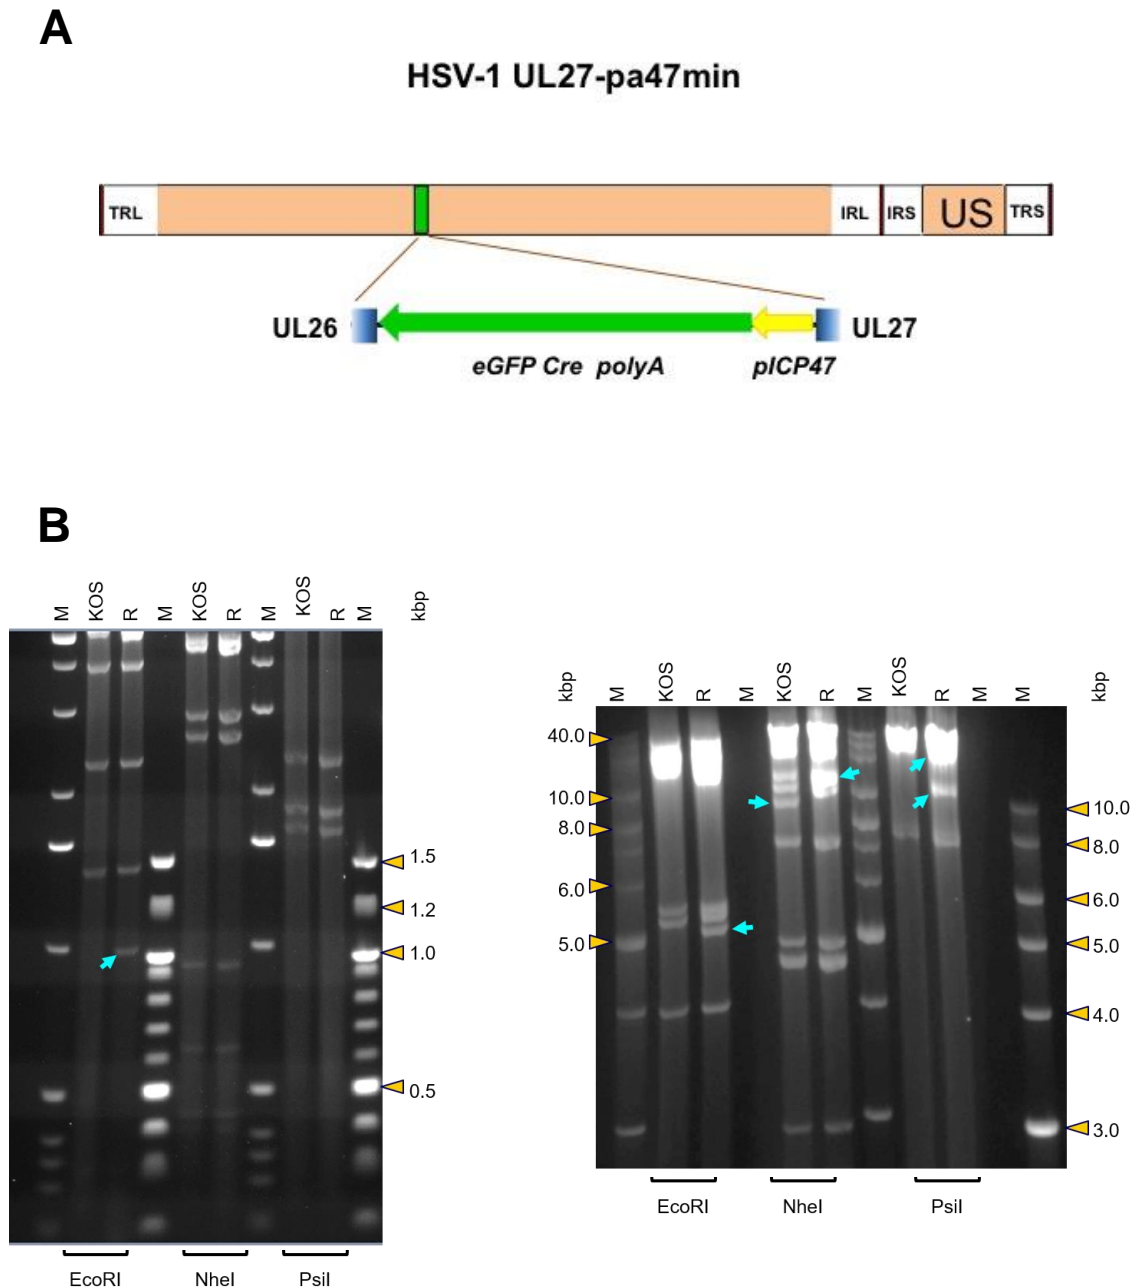 A
HSV-1 UL27-pa47min
TRL
IRL
IRS
US
TRS
UL26
UL27
eGFP Cre polyA
pICP47
B
M
KOS
R
M
KOS
R
M
KOS
R
M
kbp
1.5
1.2
1.0
0.5
EcoRI
NheI
PsiI
kbp
M
KOS
R
M
KOS
R
M
KOS
R
M
M
kbp
40.0
10.0
8.0
6.0
5.0
10.0
8.0
6.0
5.0
4.0
3.0
EcoRI
NheI
PsiI